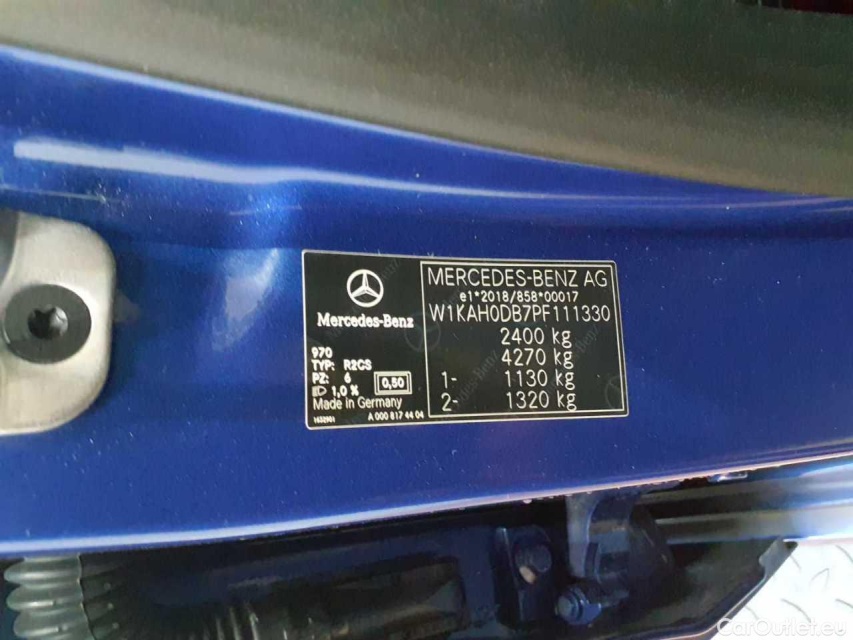 Mercedes-Benz
970
TYP: R2CS
PZ: 6
1,0 % 0,50
Made in Germany
1632901 A 000 817 44 04
MERCEDES-BENZ AG
e1*2018/858*00017
W1KAH0DB7PF111330
2400 kg
4270 kg
1- 1130 kg
2- 1320 kg
CarOutlet.eu